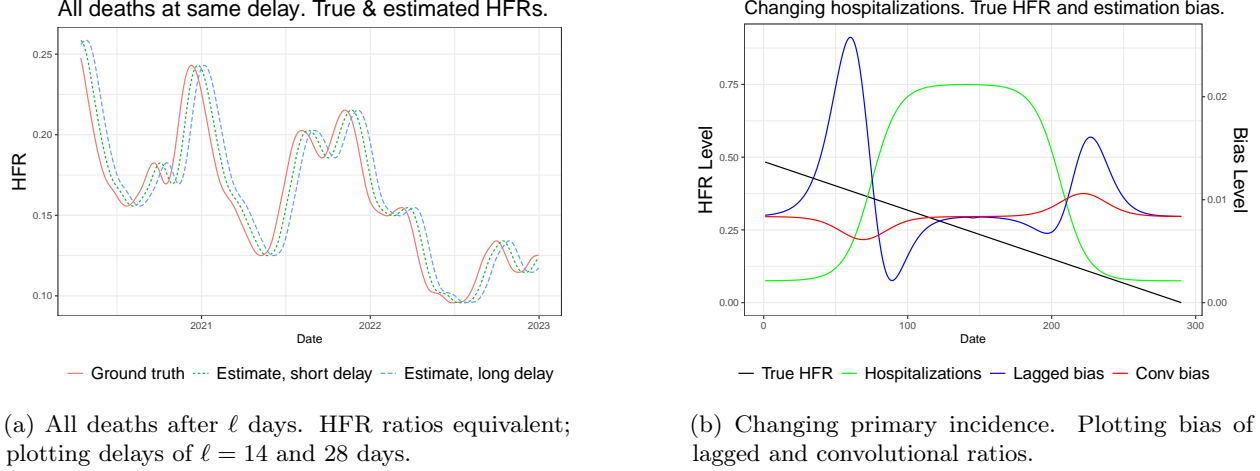 All deaths at same delay. True & estimated HFRs.
0.25
0.20
0.15
0.10
HFR
2021 2022 2023
Date
Ground truth Estimate, short delay Estimate, long delay
(a) All deaths after ℓ days. HFR ratios equivalent;
plotting delays of ℓ = 14 and 28 days.
Changing hospitalizations. True HFR and estimation bias.
0.75
0.50
0.25
0.00
HFR Level
0.02
0.01
0.00
Bias Level
0 100 200 300
Date
True HFR Hospitalizations Lagged bias Conv bias
(b) Changing primary incidence. Plotting bias of
lagged and convolutional ratios.